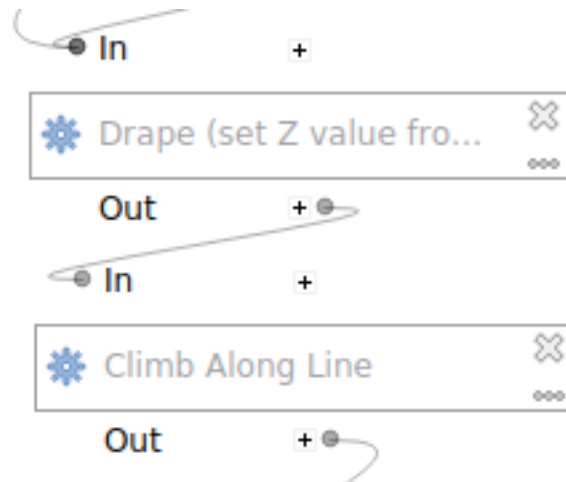 In
Drape (set Z value fro...
Out
In
Climb Along Line
Out